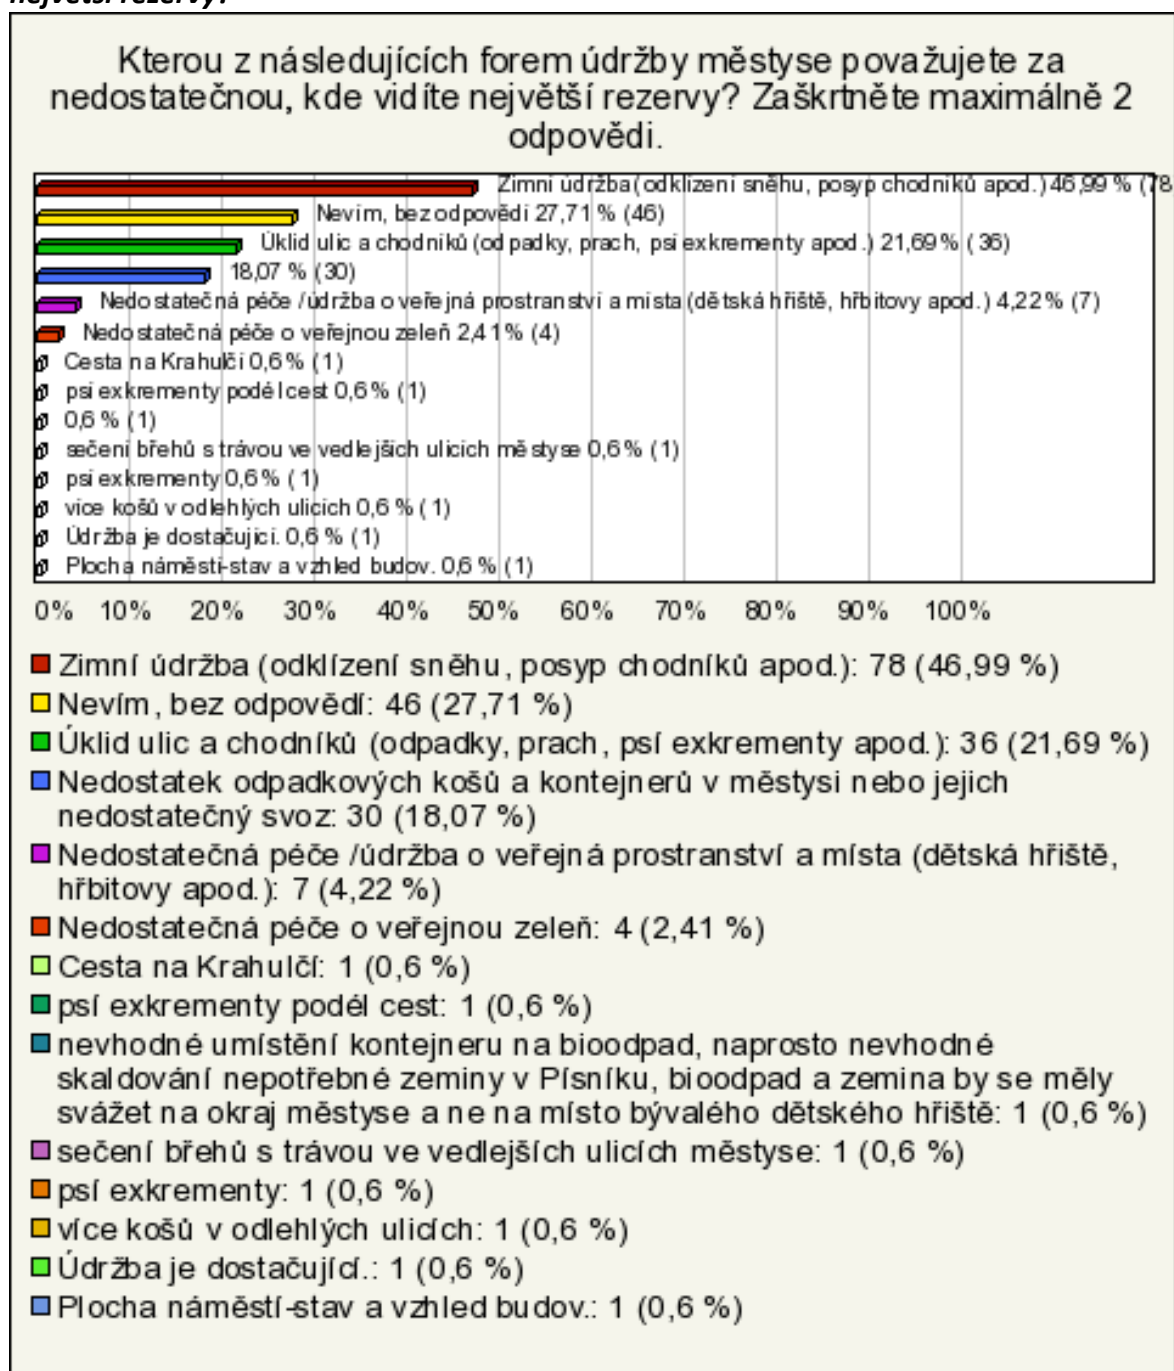 největší rezervy?
Kterou z následujících forem údržby městyse považujete za
nedostatečnou, kde vidíte největší rezervy? Zaškrtněte maximálně 2
odpovědi.
Zimní údržba (odklízení sněhu, posyp chodníků apod.) 46,99 % (78
Nevím, bez odpovědí 27,71 % (46)
Úklid ulic a chodníků (odpadky, prach, psí exkrementy apod.) 21,69 % (36)
18,07 % (30)
Nedostatečná péče /údržba o veřejná prostranství a místa (dětská hřiště, hřbitovy apod.) 4,22 % (7)
Nedostatečná péče o veřejnou zeleň 2,41 % (4)
Cesta na Krahulčí 0,6 % (1)
psí exkrementy podél cest 0,6 % (1)
0,6 % (1)
sečení břehů s trávou ve vedlejších ulicích městyse 0,6 % (1)
psí exkrementy 0,6 % (1)
více košů v odlehlých ulicích 0,6 % (1)
Údržba je dostačující. 0,6 % (1)
Plocha náměstí-stav a vzhled budov. 0,6 % (1)
0% 10% 20% 30% 40% 50% 60% 70% 80% 90% 100%
Zimní údržba (odklízení sněhu, posyp chodníků apod.): 78 (46,99 %)
Nevím, bez odpovědí: 46 (27,71 %)
Úklid ulic a chodníků (odpadky, prach, psí exkrementy apod.): 36 (21,69 %)
Nedostatek odpadkových košů a kontejnerů v městysi nebo jejich
nedostatečný svoz: 30 (18,07 %)
Nedostatečná péče /údržba o veřejná prostranství a místa (dětská hřiště,
hřbitovy apod.): 7 (4,22 %)
Nedostatečná péče o veřejnou zeleň: 4 (2,41 %)
Cesta na Krahulčí: 1 (0,6 %)
psí exkrementy podél cest: 1 (0,6 %)
nevhodné umístění kontejneru na bioodpad, naprosto nevhodné
skaldování nepotřebné zeminy v Písníku, bioodpad a zemina by se měly
svážet na okraj městyse a ne na místo bývalého dětského hřiště: 1 (0,6 %)
sečení břehů s trávou ve vedlejších ulicích městyse: 1 (0,6 %)
psí exkrementy: 1 (0,6 %)
více košů v odlehlých ulicích: 1 (0,6 %)
Údržba je dostačující.: 1 (0,6 %)
Plocha náměstí-stav a vzhled budov.: 1 (0,6 %)